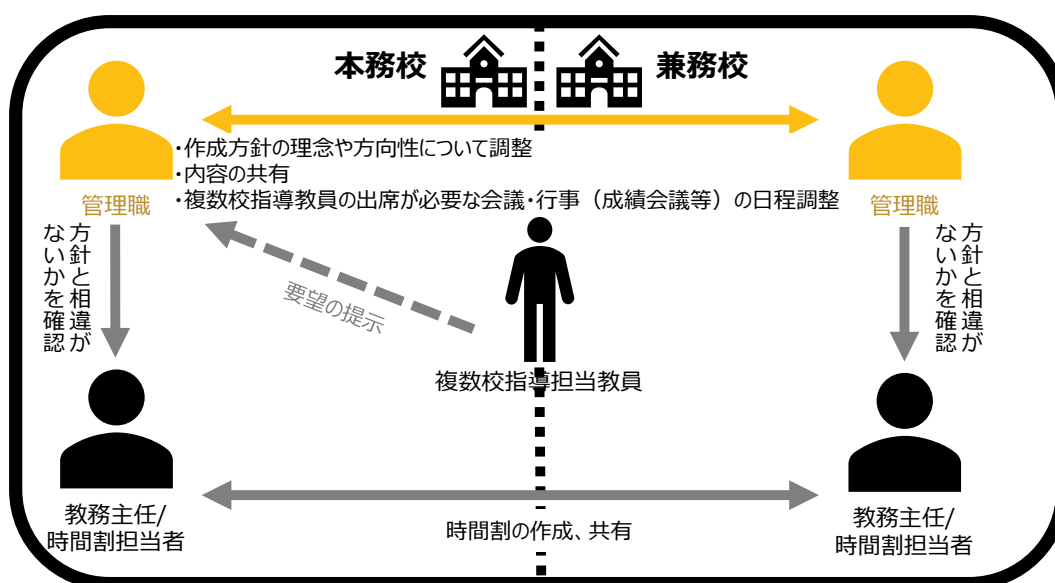 本務校
兼務校
・作成方針の理念や方向性について調整
・内容の共有
・複数校指導教員の出席が必要な会議・行事（成績会議等）の日程調整
管理職
管理職
方針と相違が
ないかを確認
方針と相違が
ないかを確認
要望の提示
複数校指導担当教員
教務主任/
時間割担当者
時間割の作成、共有
教務主任/
時間割担当者